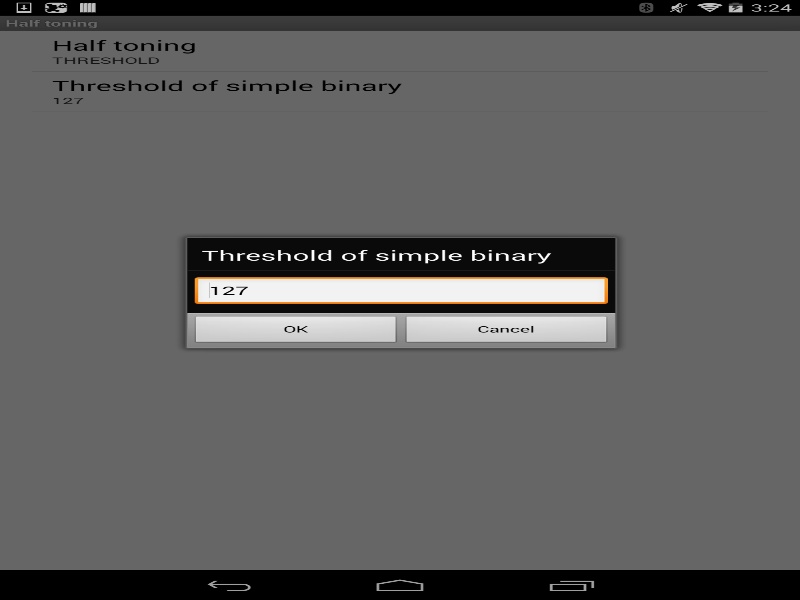 3:24
Half toning
Half toning
THRESHOLD
Threshold of simple binary
127
Threshold of simple binary
127
OK Cancel